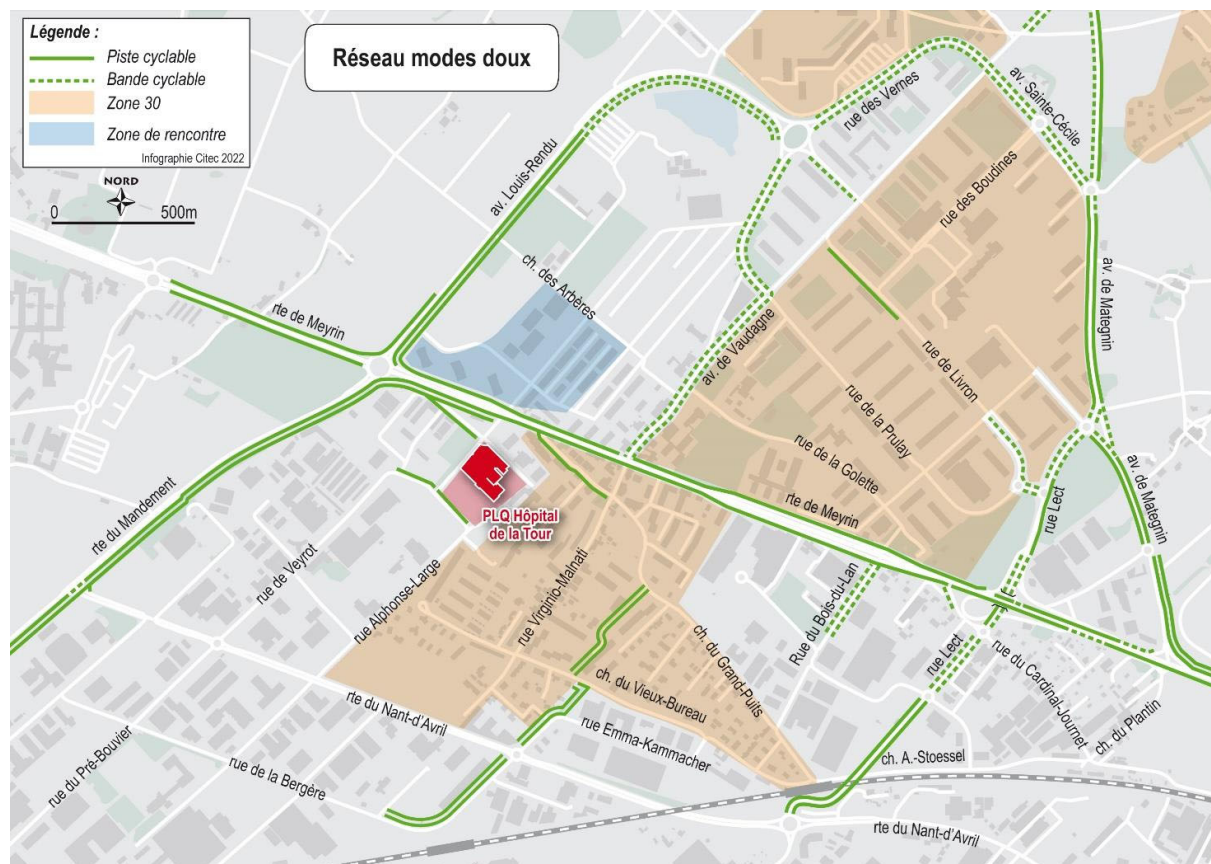 Légende :
Piste cyclable
Bande cyclable
Zone 30
Zone de rencontre
Infographie Citec 2022
Réseau modes doux
NORD
0 500m
rue des Vernes
av. Sainte-Cécile
av. Louis-Rendu
rue des Boudines
ch. des Arbères
rte de Meyrin
av. de Vaudagne
av. de Mategnin
rue de Livron
rue de la Prulay
rue de la Golette
rte de Meyrin
av. de Mategnin
rue Lect
rte du Mandement
PLQ Hôpital
de la Tour
rue de Veyrot
rue Alphonse-Large
rue Virginio-Malnati
Rue du Bois-du-Lan
ch. du Grand-Puits
rue Lect
rue du Cardinal-Journet
ch. du Vieux-Bureau
rte du Nant-d'Avril
rue Emma-Kammacher
ch. du Plantin
ch. A.-Stoessel
rue du Pré-Bouvier
rue de la Bergère
rte du Nant-d'Avril